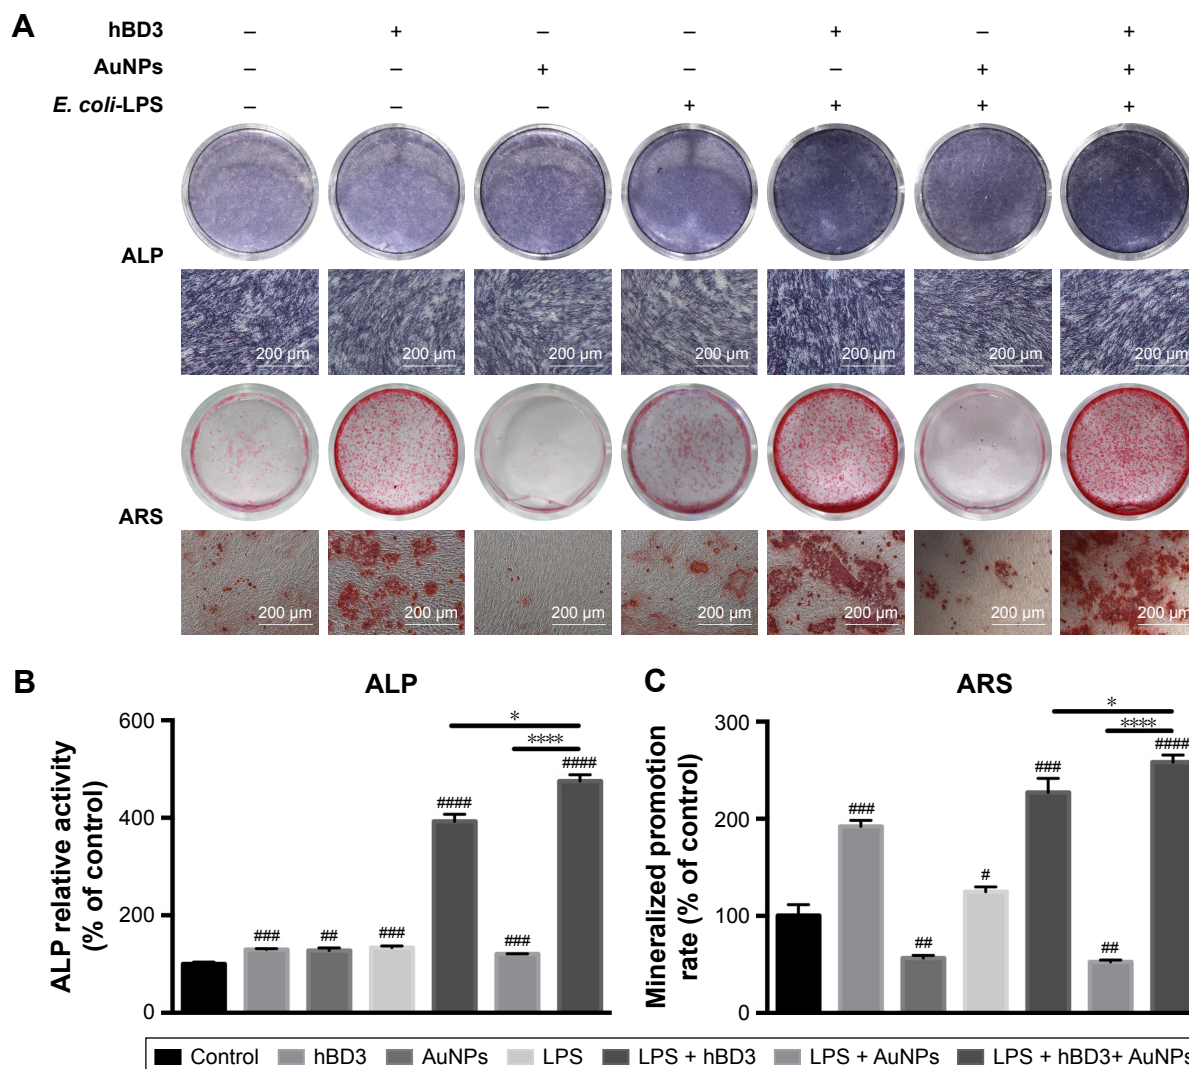 A
hBD3 – + – – + – +
AuNPs – – + – – + +
E. coli-LPS – – – + + + +
ALP
200 µm 200 µm 200 µm 200 µm 200 µm 200 µm 200 µm
ARS
200 µm 200 µm 200 µm 200 µm 200 µm 200 µm 200 µm
B ALP
ALP relative activity
(% of control)
600
400
200
0
### ## ### #### ### ####
* ****
C ARS
Mineralized promotion
rate (% of control)
300
200
100
0
### ## # ### ## ####
* ****
Control hBD3 AuNPs LPS LPS + hBD3 LPS + AuNPs LPS + hBD3+ AuNPs